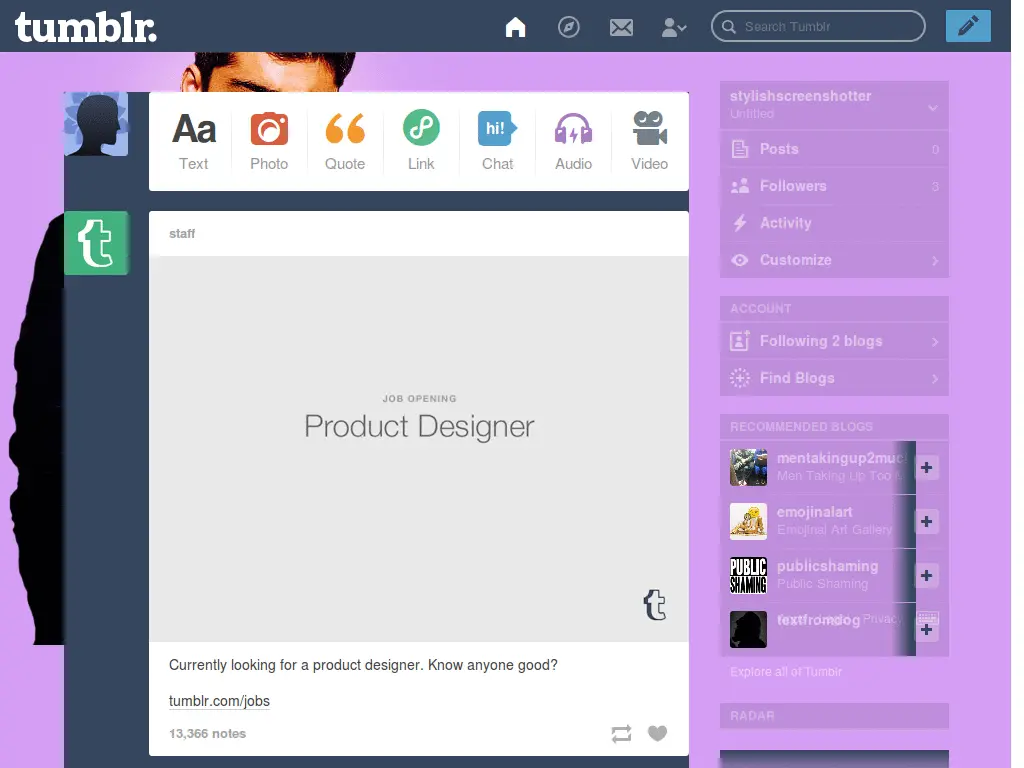 tumblr.
Search Tumblr
Aa
hi!
Text
Photo
Quote
Link
Chat
Audio
Video
staff
JOB OPENING
Product Designer
t
Currently looking for a product designer. Know anyone good?
tumblr.com/jobs
13,366 notes
stylishscreenshotter
Untitled
Posts 0
Followers 3
Activity
Customize
ACCOUNT
Following 2 blogs
Find Blogs
RECOMMENDED BLOGS
mentakingup2muc
Men Taking Up Too
emojinalart
Emojinal Art Gallery
publicshaming
Public Shaming
PUBLIC
SHAMING
textfromdog
Privacy
Explore all of Tumblr
RADAR